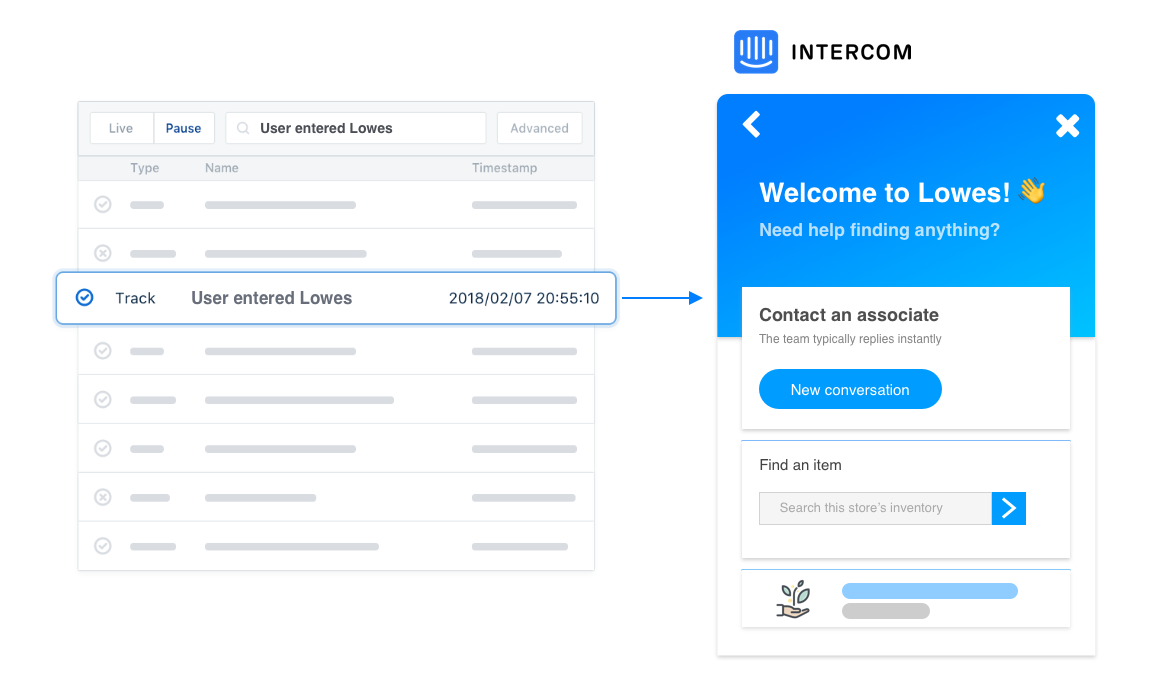 INTERCOM
Live Pause User entered Lowes Advanced
Type Name Timestamp
Track User entered Lowes 2018/02/07 20:55:10
Welcome to Lowes! 👋
Need help finding anything?
Contact an associate
The team typically replies instantly
New conversation
Find an item
Search this store's inventory